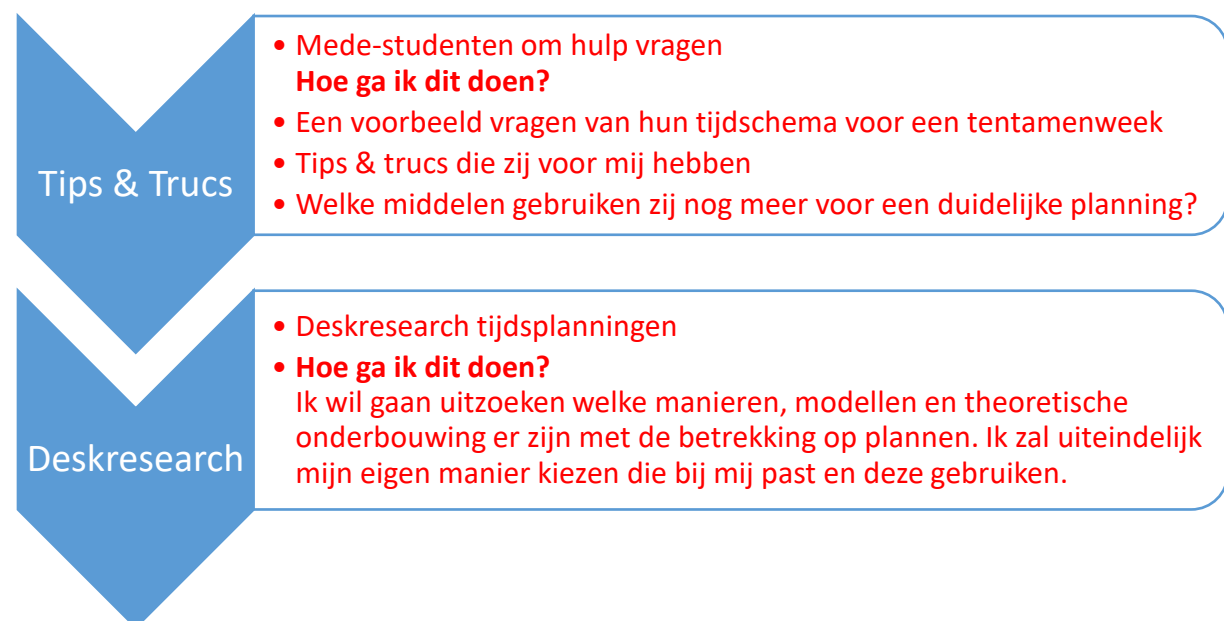 Tips & Trucs
• Mede-studenten om hulp vragen
Hoe ga ik dit doen?
• Een voorbeeld vragen van hun tijdschema voor een tentamenweek
• Tips & trucs die zij voor mij hebben
• Welke middelen gebruiken zij nog meer voor een duidelijke planning?
Deskresearch
• Deskresearch tijdsplanningen
• Hoe ga ik dit doen?
Ik wil gaan uitzoeken welke manieren, modellen en theoretische
onderbouwing er zijn met de betrekking op plannen. Ik zal uiteindelijk
mijn eigen manier kiezen die bij mij past en deze gebruiken.